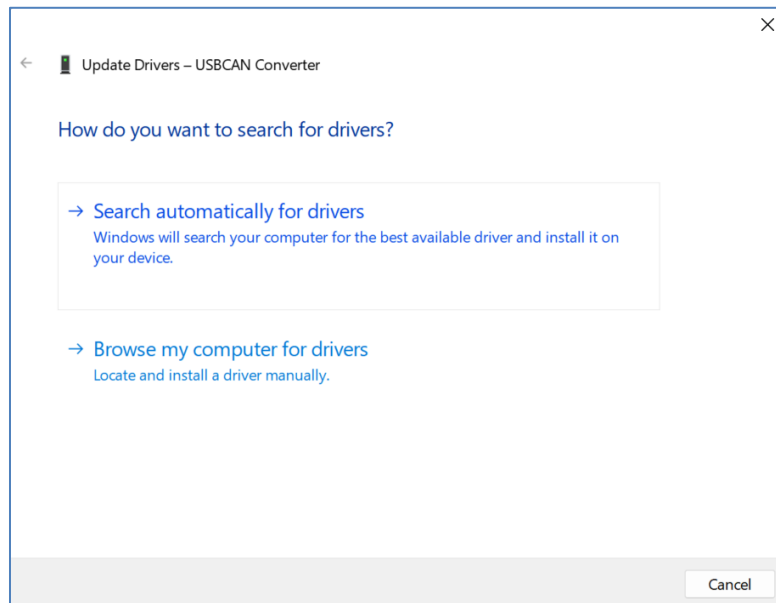 Update Drivers – USBCAN Converter
How do you want to search for drivers?
Search automatically for drivers
Windows will search your computer for the best available driver and install it on
your device.
Browse my computer for drivers
Locate and install a driver manually.
Cancel